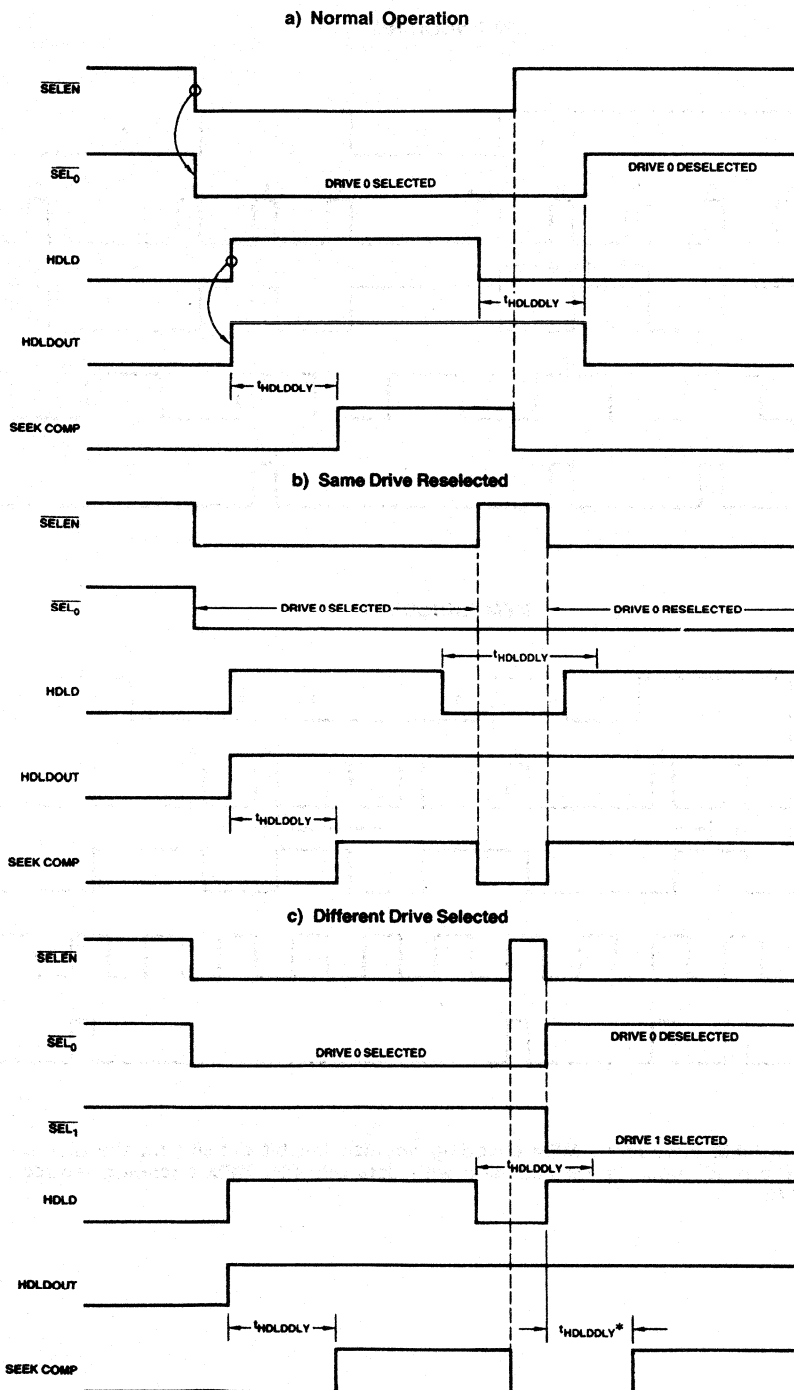 a) Normal Operation
SELEN
SEL0
DRIVE 0 SELECTED
DRIVE 0 DESELECTED
HDLD
tHDLDDLY
HDLDOUT
tHDLDDLY
SEEK COMP
b) Same Drive Reselected
SELEN
SEL0
DRIVE 0 SELECTED
DRIVE 0 RESELECTED
tHDLDDLY
HDLD
HDLDOUT
tHDLDDLY
SEEK COMP
c) Different Drive Selected
SELEN
SEL0
DRIVE 0 SELECTED
DRIVE 0 DESELECTED
SEL1
DRIVE 1 SELECTED
tHDLDDLY
HDLD
HDLDOUT
tHDLDDLY
tHDLDDLY*
SEEK COMP